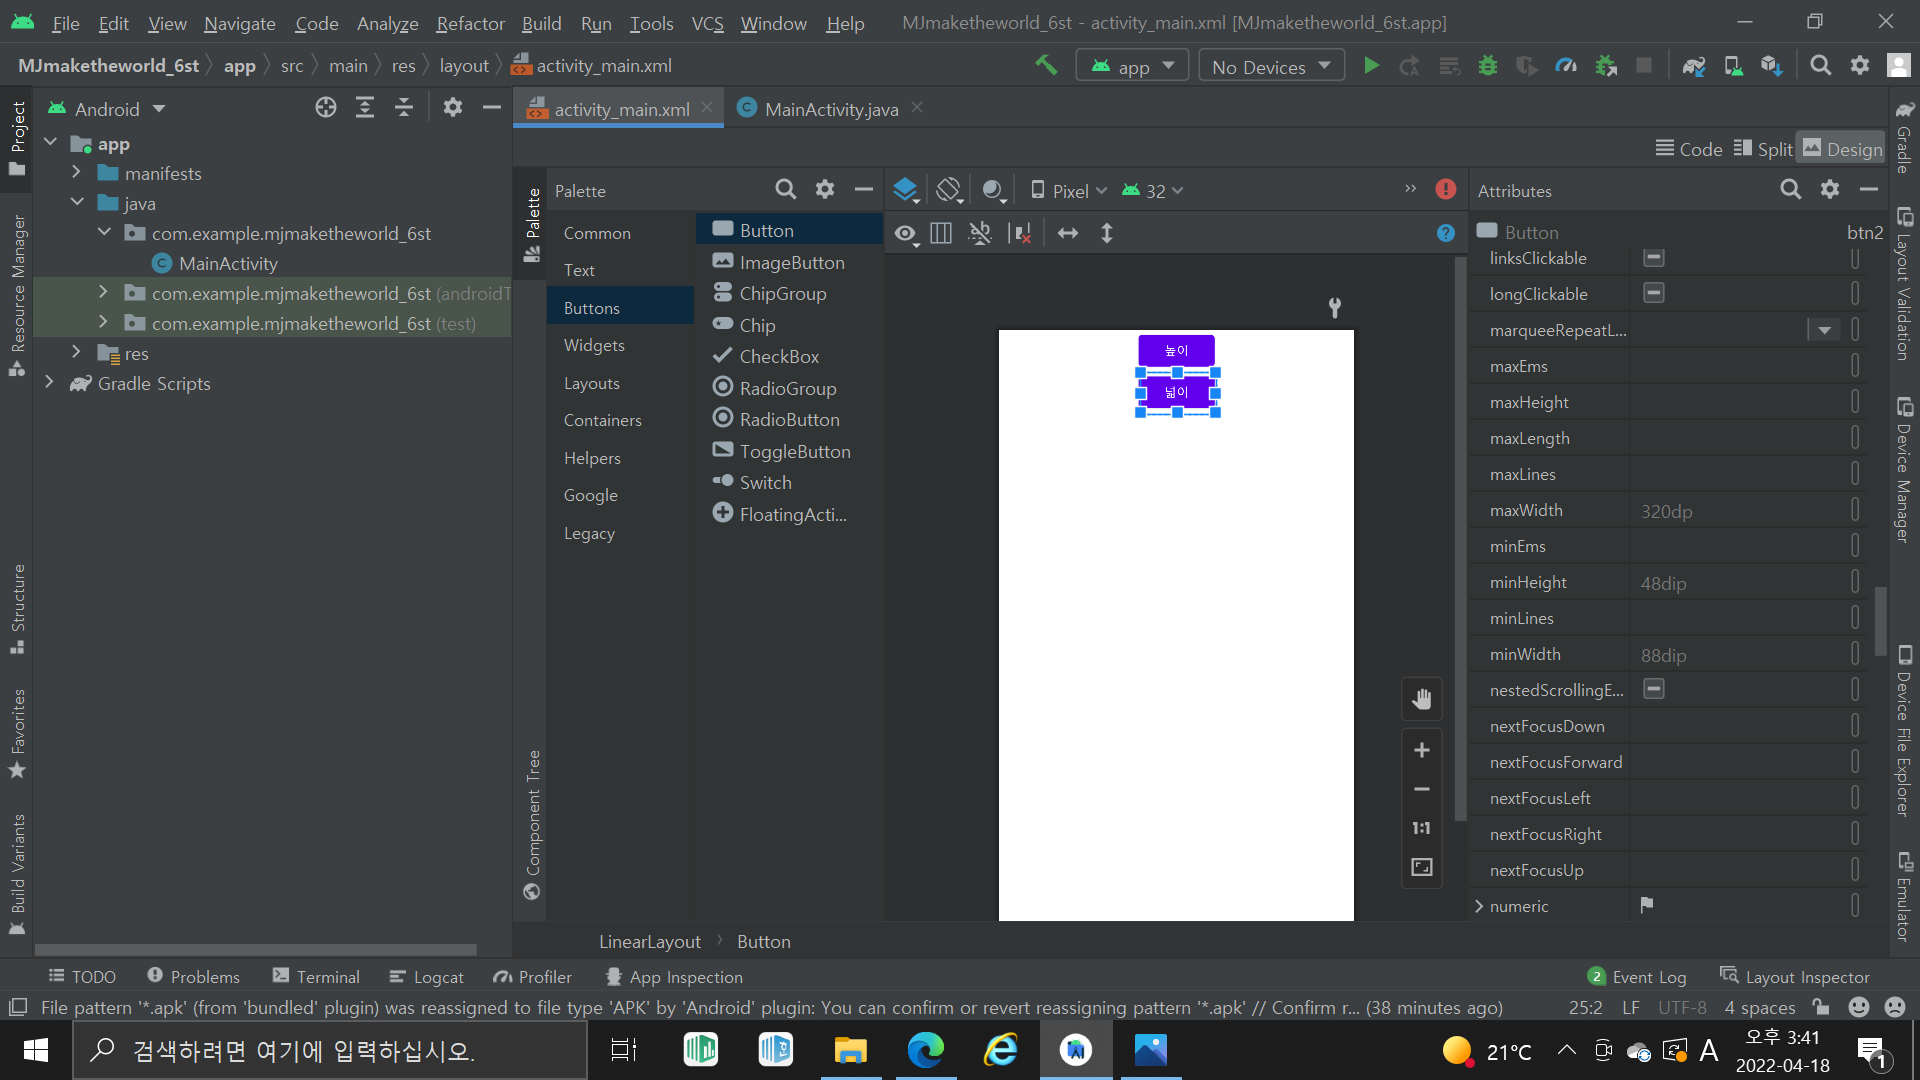 File Edit View Navigate Code Analyze Refactor Build Run Tools VCS Window Help MJmaketheworld_6st - activity_main.xml [MJmaketheworld_6st.app]
MJmaketheworld_6st app src main res layout activity_main.xml app No Devices
Project
Android
activity_main.xml
MainActivity.java
Gradle
app
manifests
java
com.example.mjmaketheworld_6st
MainActivity
com.example.mjmaketheworld_6st (androidT
com.example.mjmaketheworld_6st (test)
res
Gradle Scripts
Resource Manager
Structure
Favorites
Build Variants
Code Split Design
Palette
Component Tree
Palette
Common
Text
Buttons
Widgets
Layouts
Containers
Helpers
Google
Legacy
Button
ImageButton
ChipGroup
Chip
CheckBox
RadioGroup
RadioButton
ToggleButton
Switch
FloatingActi...
Pixel 32
높이
넓이
1:1
Attributes
Button btn2
linksClickable
longClickable
marqueeRepeatL...
maxEms
maxHeight
maxLength
maxLines
maxWidth 320dp
minEms
minHeight 48dip
minLines
minWidth 88dip
nestedScrollingE...
nextFocusDown
nextFocusForward
nextFocusLeft
nextFocusRight
nextFocusUp
numeric
Layout Validation
Device Manager
Device File Explorer
Emulator
LinearLayout Button
TODO Problems Terminal Logcat Profiler App Inspection 2 Event Log Layout Inspector
File pattern '*.apk' (from 'bundled' plugin) was reassigned to file type 'APK' by 'Android' plugin: You can confirm or revert reassigning pattern '*.apk' // Confirm r... (38 minutes ago) 25:2 LF UTF-8 4 spaces
검색하려면 여기에 입력하십시오.
21°C
A
오후 3:41
2022-04-18
1